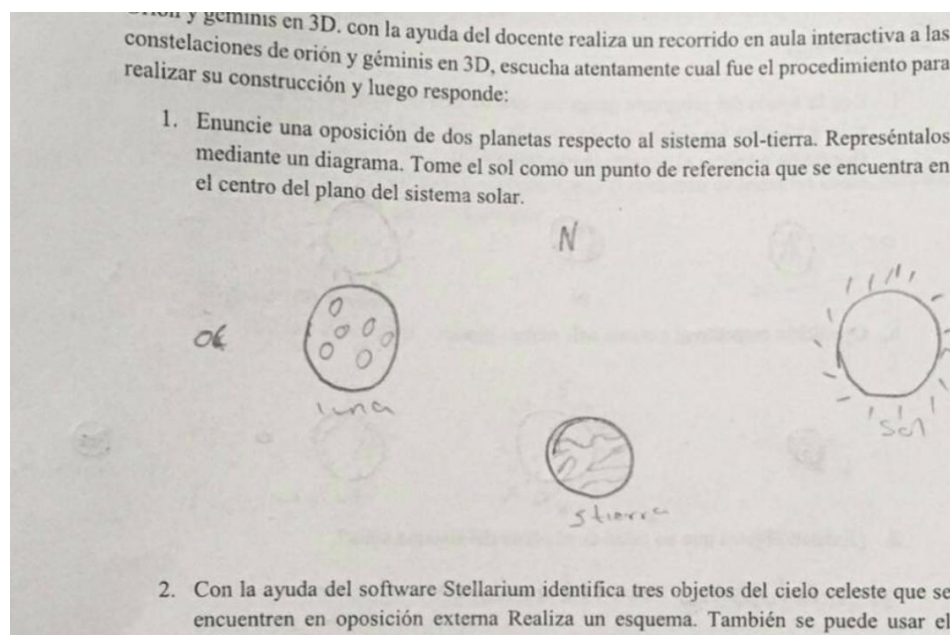 Orión y géminis en 3D. con la ayuda del docente realiza un recorrido en aula interactiva a las
constelaciones de orión y géminis en 3D, escucha atentamente cual fue el procedimiento para
realizar su construcción y luego responde:
1. Enuncie una oposición de dos planetas respecto al sistema sol-tierra. Represéntalos
mediante un diagrama. Tome el sol como un punto de referencia que se encuentra en
el centro del plano del sistema solar.
N
luna
sol
tierra
2. Con la ayuda del software Stellarium identifica tres objetos del cielo celeste que se
encuentren en oposición externa Realiza un esquema. También se puede usar el